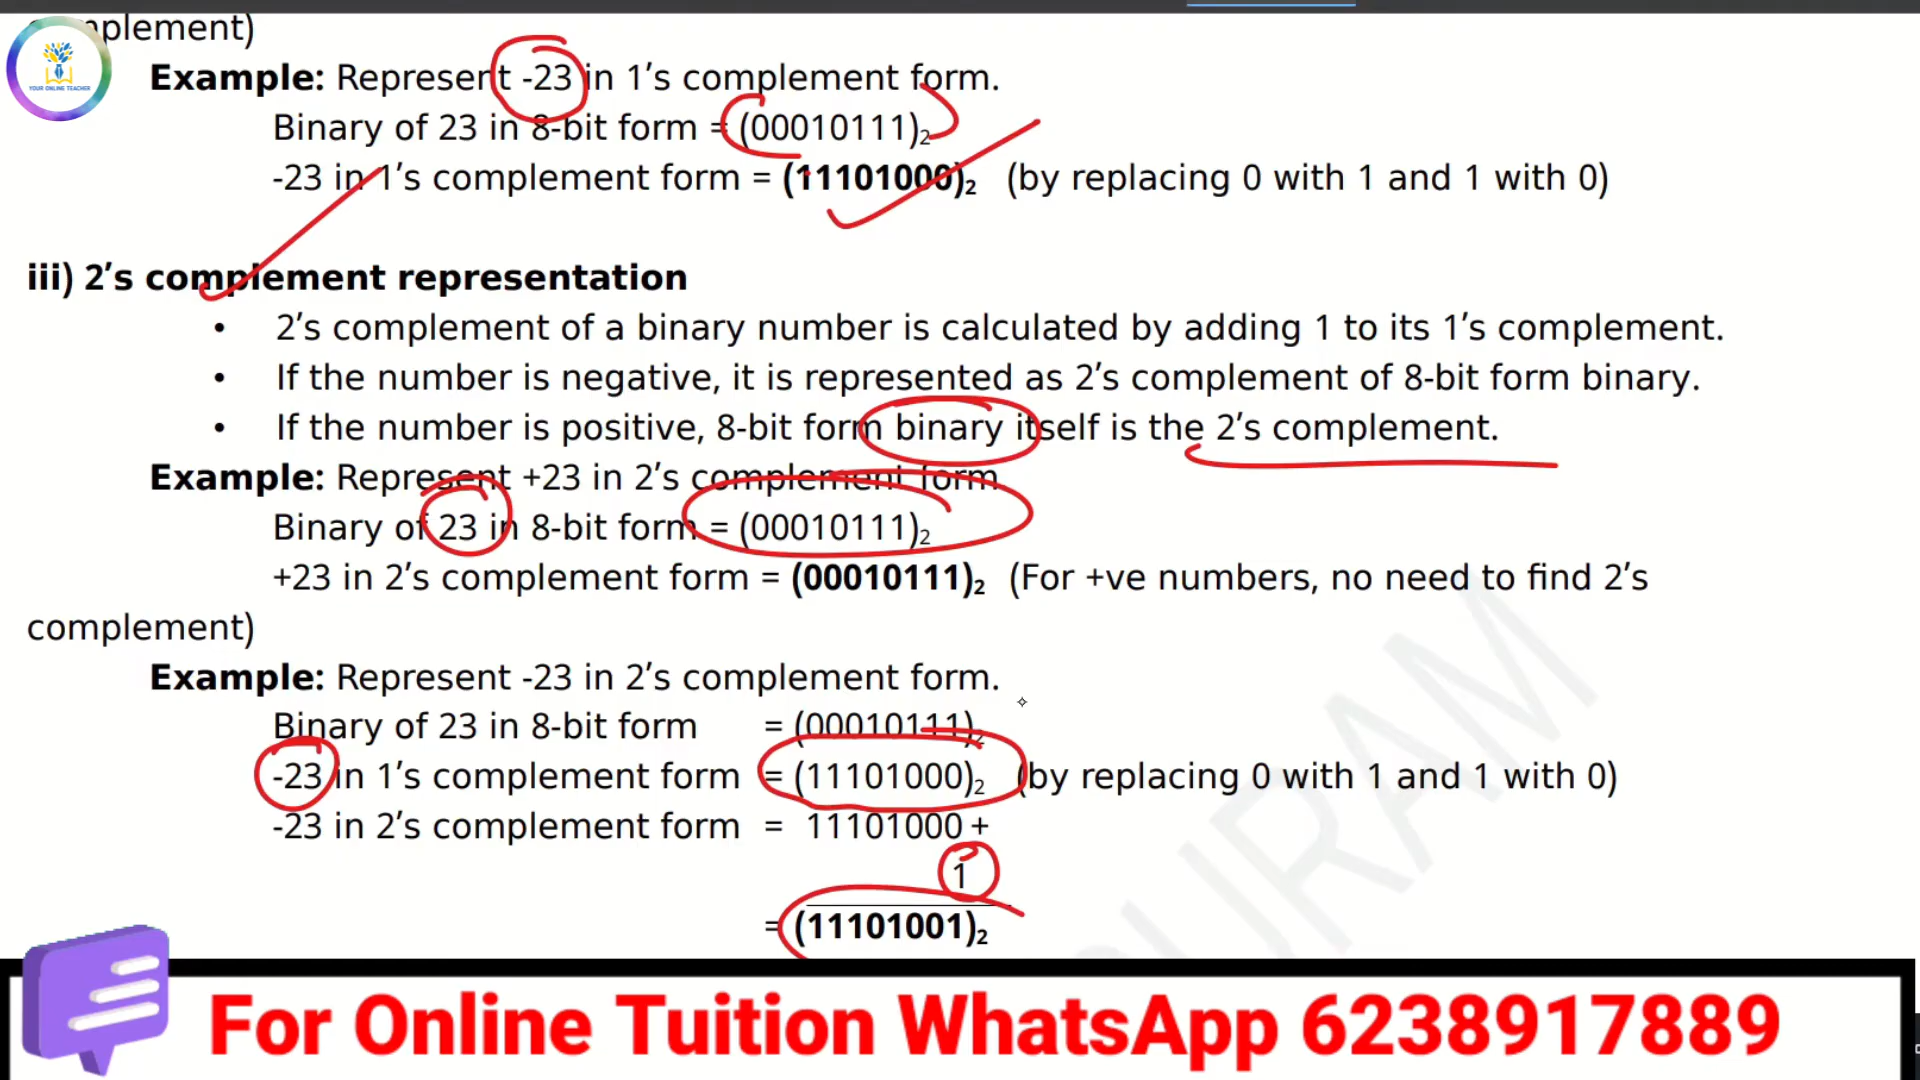 complement)
YOUR ONLINE TEACHER
Example: Represent -23 in 1’s complement form.
Binary of 23 in 8-bit form = (00010111)₂
-23 in 1’s complement form = (11101000)₂ (by replacing 0 with 1 and 1 with 0)
iii) 2’s complement representation
• 2’s complement of a binary number is calculated by adding 1 to its 1’s complement.
• If the number is negative, it is represented as 2’s complement of 8-bit form binary.
• If the number is positive, 8-bit form binary itself is the 2’s complement.
Example: Represent +23 in 2’s complement form.
Binary of 23 in 8-bit form = (00010111)₂
+23 in 2’s complement form = (00010111)₂ (For +ve numbers, no need to find 2’s
complement)
Example: Represent -23 in 2’s complement form.
Binary of 23 in 8-bit form = (00010111)₂
-23 in 1’s complement form = (11101000)₂ (by replacing 0 with 1 and 1 with 0)
-23 in 2’s complement form = 11101000 +
1
= (11101001)₂
For Online Tuition WhatsApp 6238917889